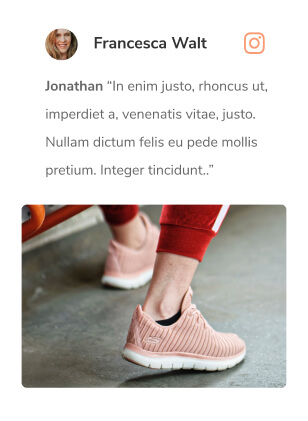 Francesca Walt
Jonathan “In enim justo, rhoncus ut,
imperdiet a, venenatis vitae, justo.
Nullam dictum felis eu pede mollis
pretium. Integer tincidunt..”